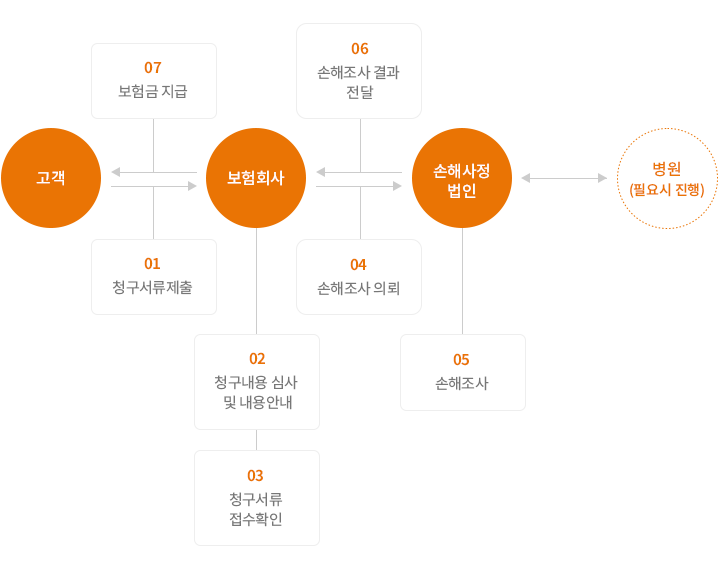 07
보험금 지급
06
손해조사 결과
전달
고객
보험회사
손해사정
법인
병원
(필요시 진행)
01
청구서류제출
04
손해조사 의뢰
02
청구내용 심사
및 내용안내
05
손해조사
03
청구서류
접수확인